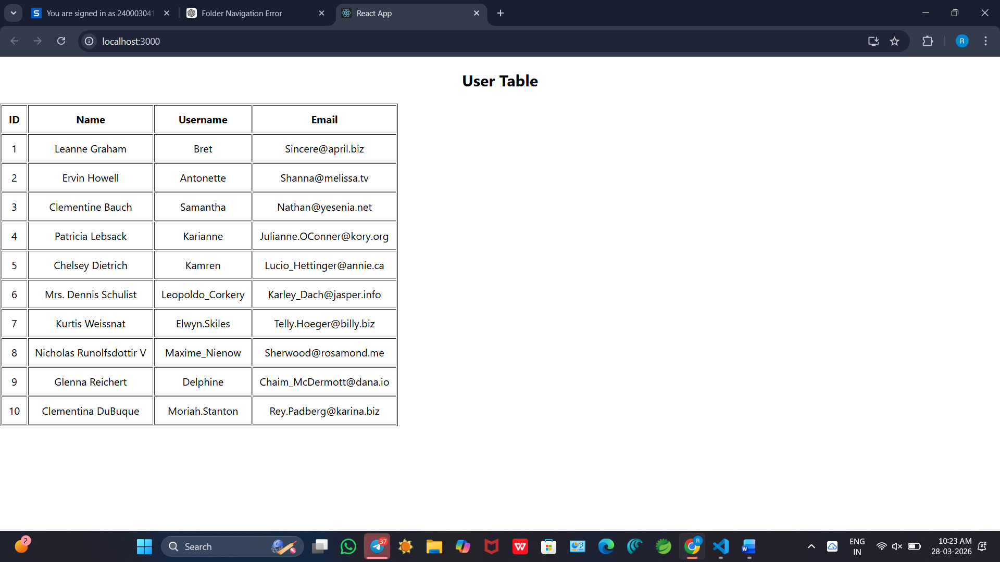 You are signed in as 240003041
Folder Navigation Error
React App
localhost:3000
R
User Table
ID Name Username Email
1 Leanne Graham Bret Sincere@april.biz
2 Ervin Howell Antonette Shanna@melissa.tv
3 Clementine Bauch Samantha Nathan@yesenia.net
4 Patricia Lebsack Karianne Julianne.OConner@kory.org
5 Chelsey Dietrich Kamren Lucio_Hettinger@annie.ca
6 Mrs. Dennis Schulist Leopoldo_Corkery Karley_Dach@jasper.info
7 Kurtis Weissnat Elwyn.Skiles Telly.Hoeger@billy.biz
8 Nicholas Runolfsdottir V Maxime_Nienow Sherwood@rosamond.me
9 Glenna Reichert Delphine Chaim_McDermott@dana.io
10 Clementina DuBuque Moriah.Stanton Rey.Padberg@karina.biz
2
Search
37
R
ENG
IN
10:23 AM
28-03-2026